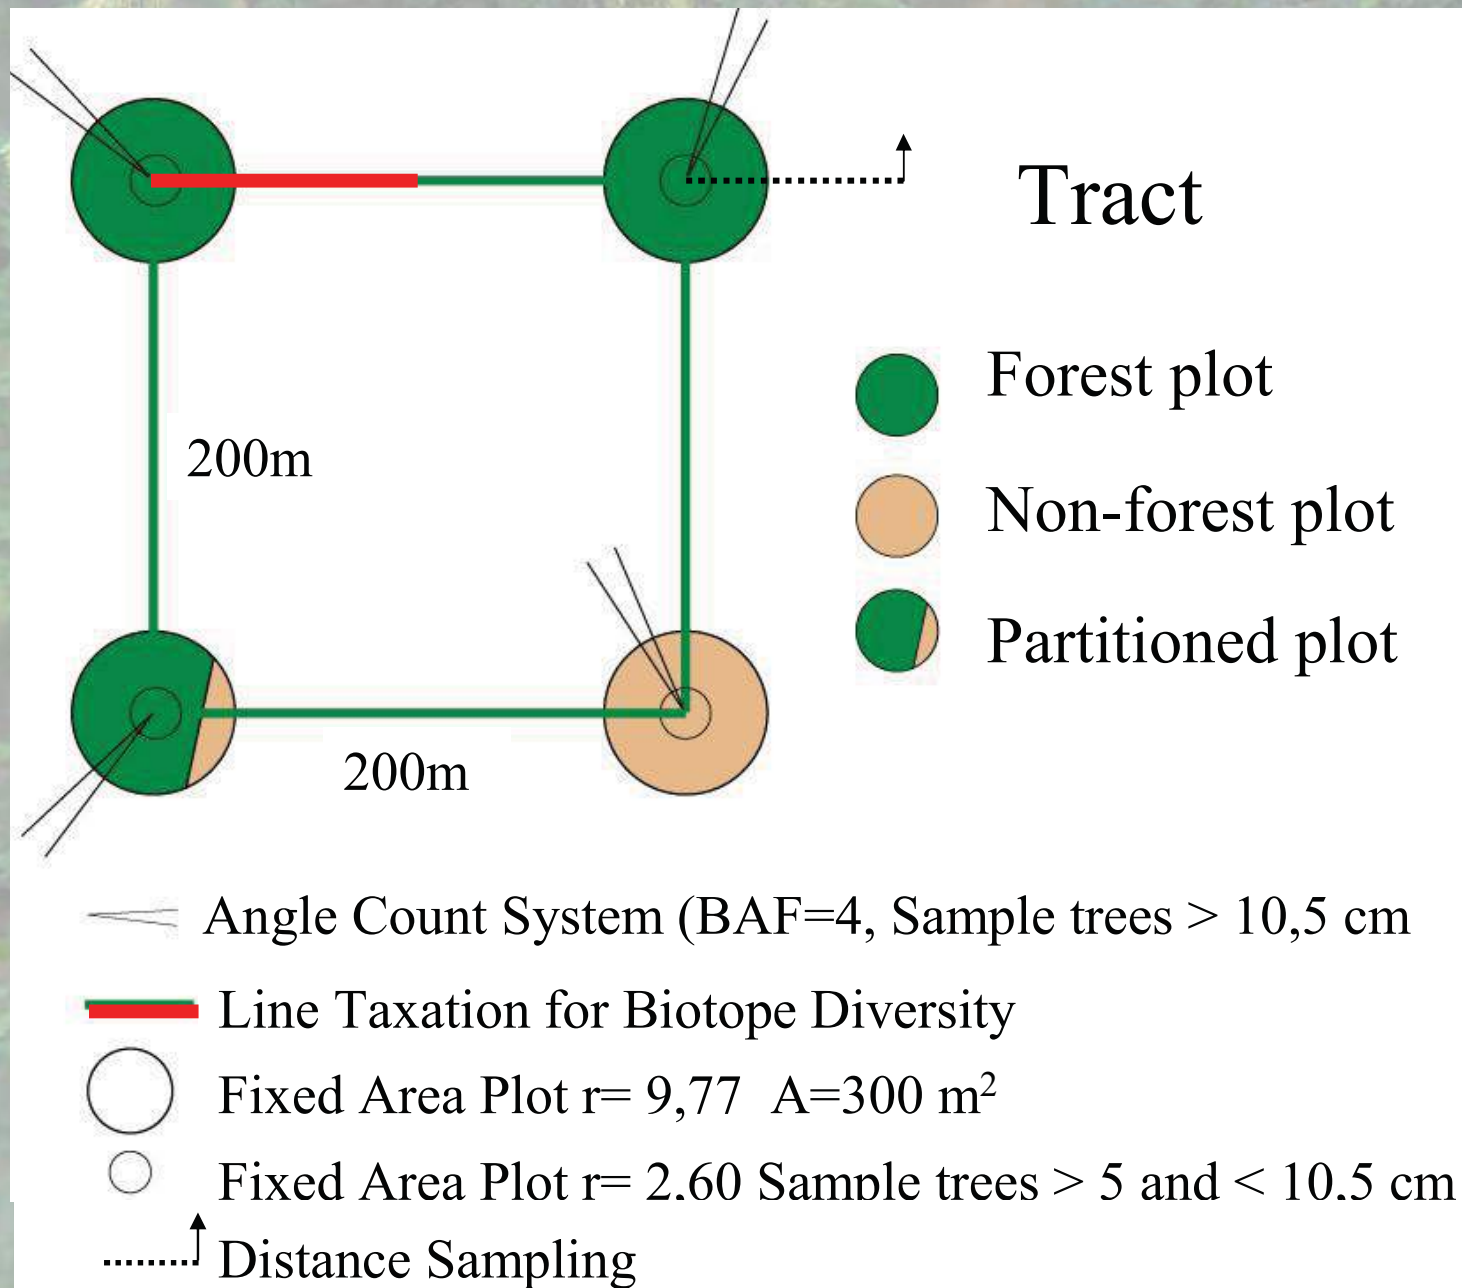 Tract
Forest plot
200m
Non-forest plot
Partitioned plot
200m
Angle Count System (BAF=4, Sample trees > 10,5 cm
Line Taxation for Biotope Diversity
Fixed Area Plot r= 9,77 A=300 m²
Fixed Area Plot r= 2,60 Sample trees > 5 and < 10,5 cm
Distance Sampling